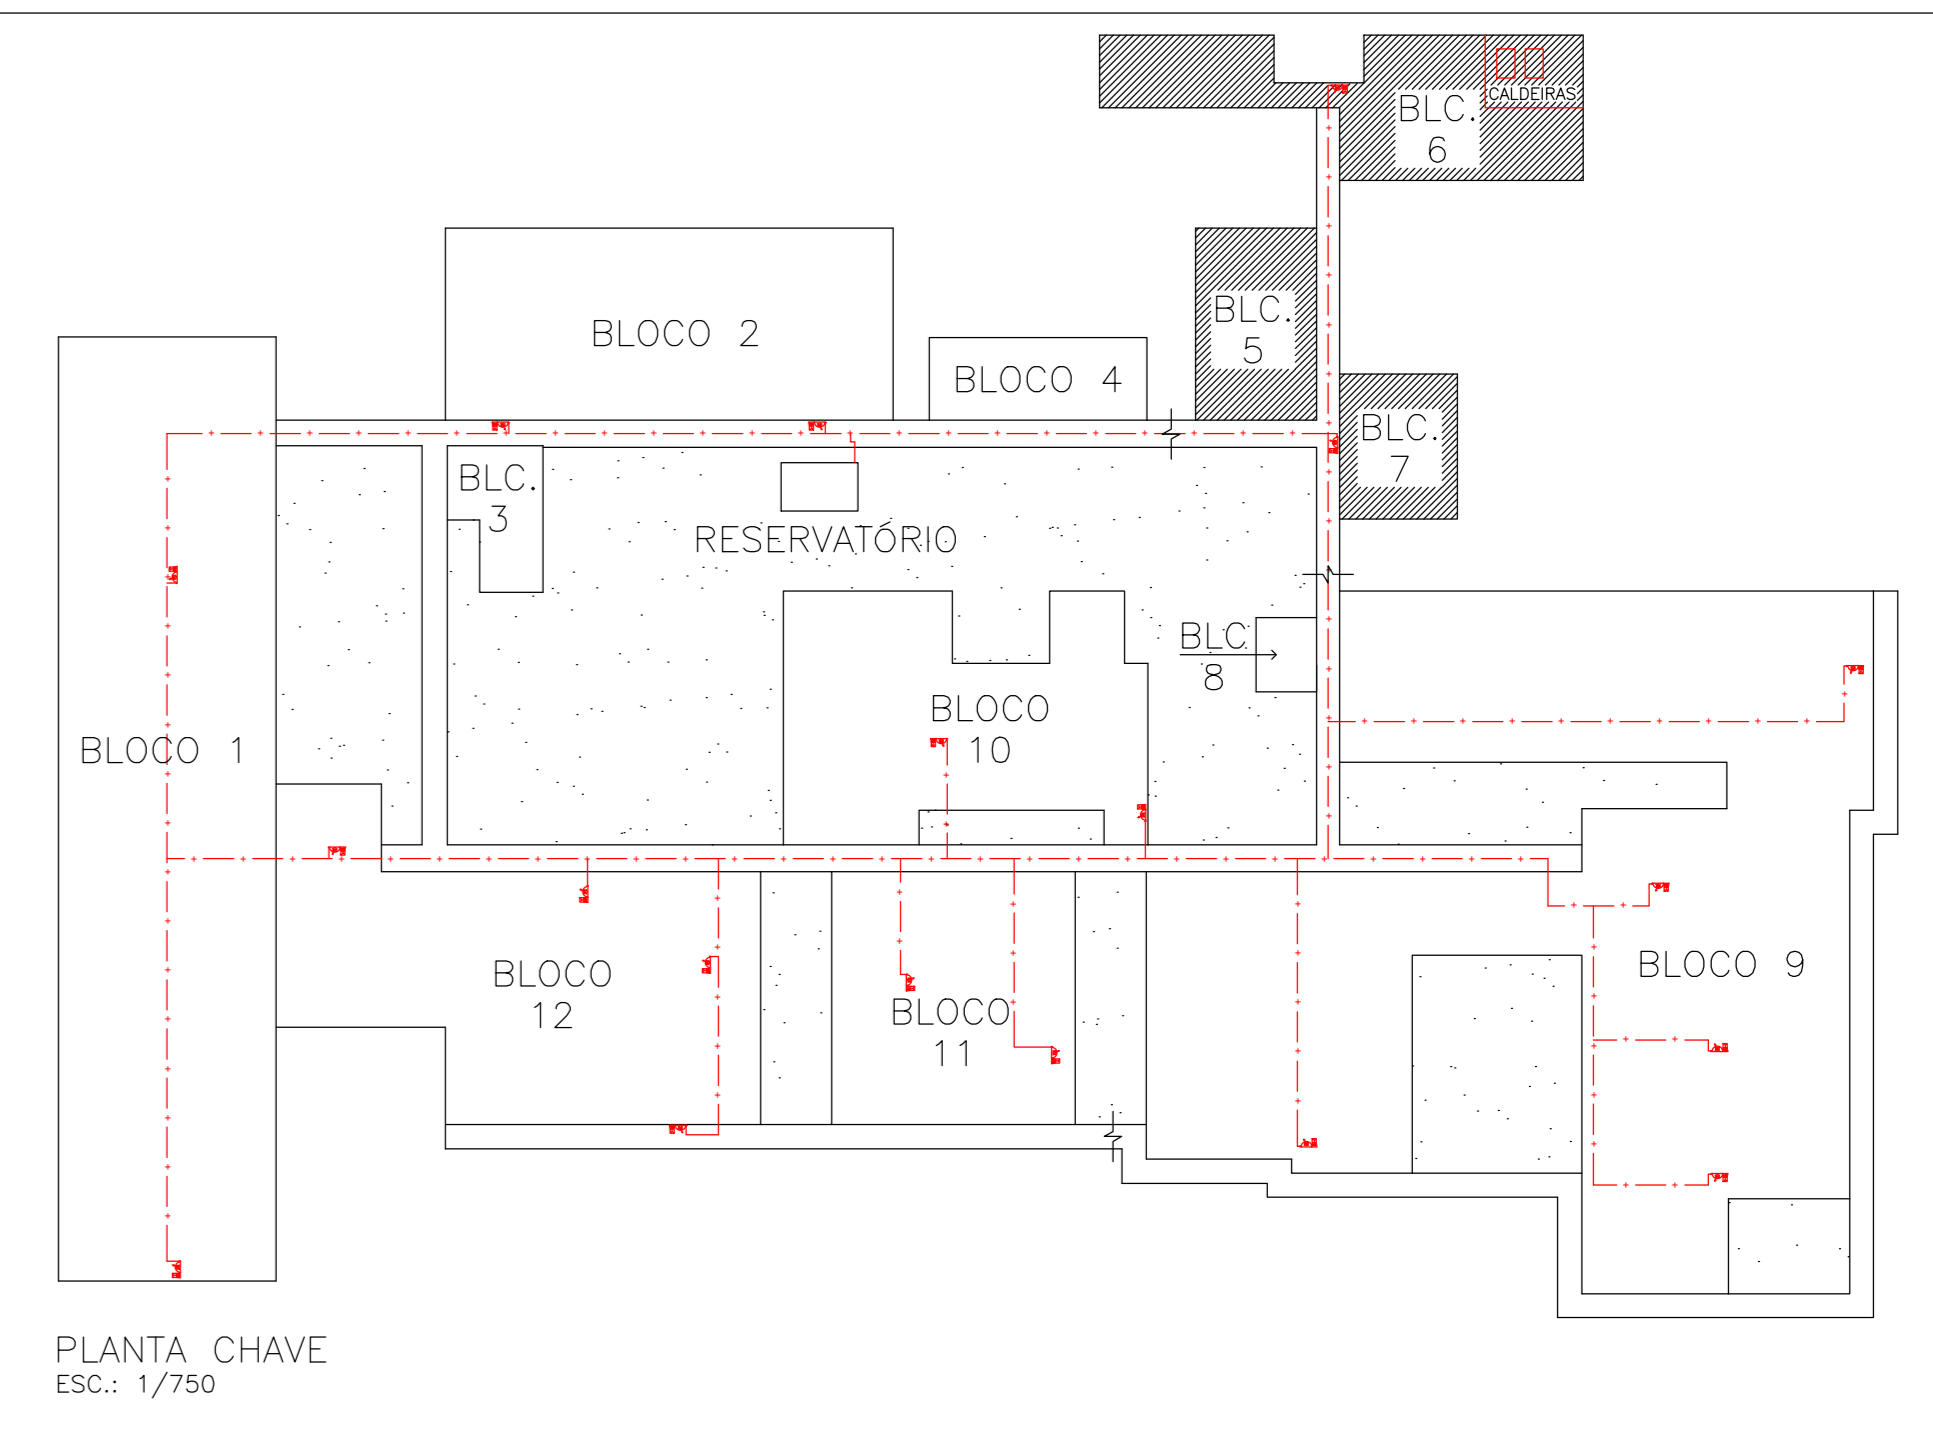 CALDEIRAS
BLC.
6
BLC.
5
BLOCO 2
BLOCO 4
BLC.
7
BLC.
3
RESERVATÓRIO
BLC
8
BLOCO
10
BLOCO 1
BLOCO 9
BLOCO
12
BLOCO
11
PLANTA CHAVE
ESC.: 1/750